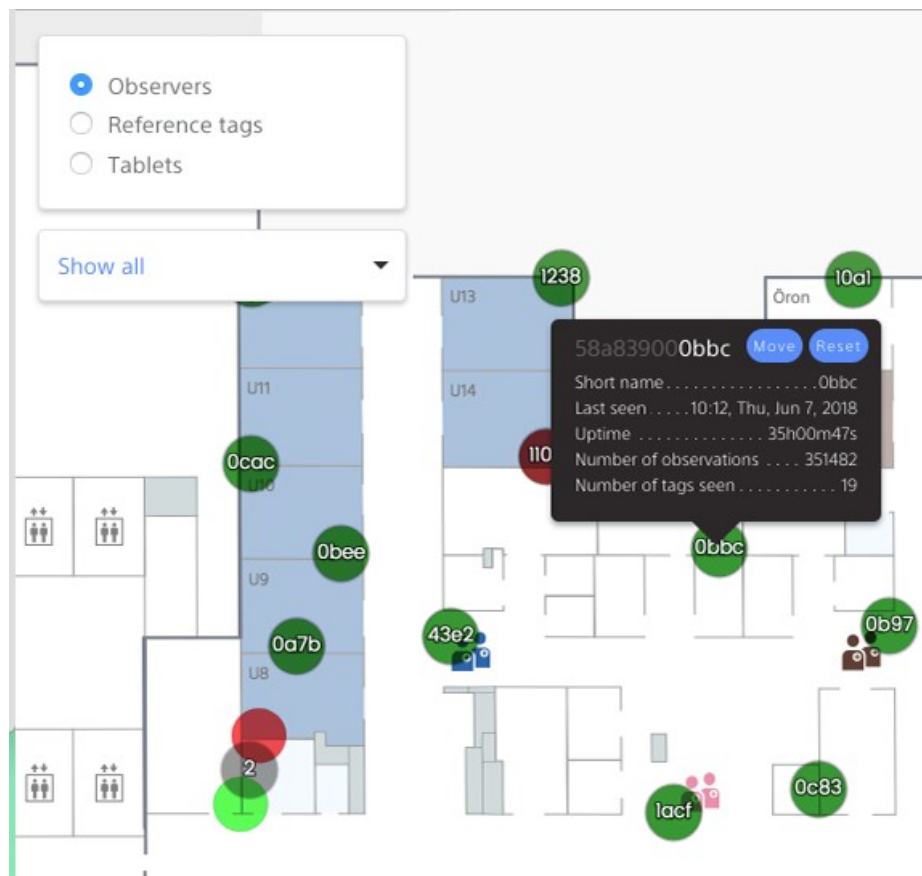 Observers
Reference tags
Tablets
Show all
1238
10a1
U13
Öron
58a839000bbc
Move
Reset
Short name.................0bbc
Last seen.....10:12, Thu, Jun 7, 2018
Uptime..............35h00m47s
Number of observations....351482
Number of tags seen...........19
U11
U14
0cac
110
U10
0bee
0bbc
U9
43e2
0b97
0a7b
U8
2
1acf
0c83